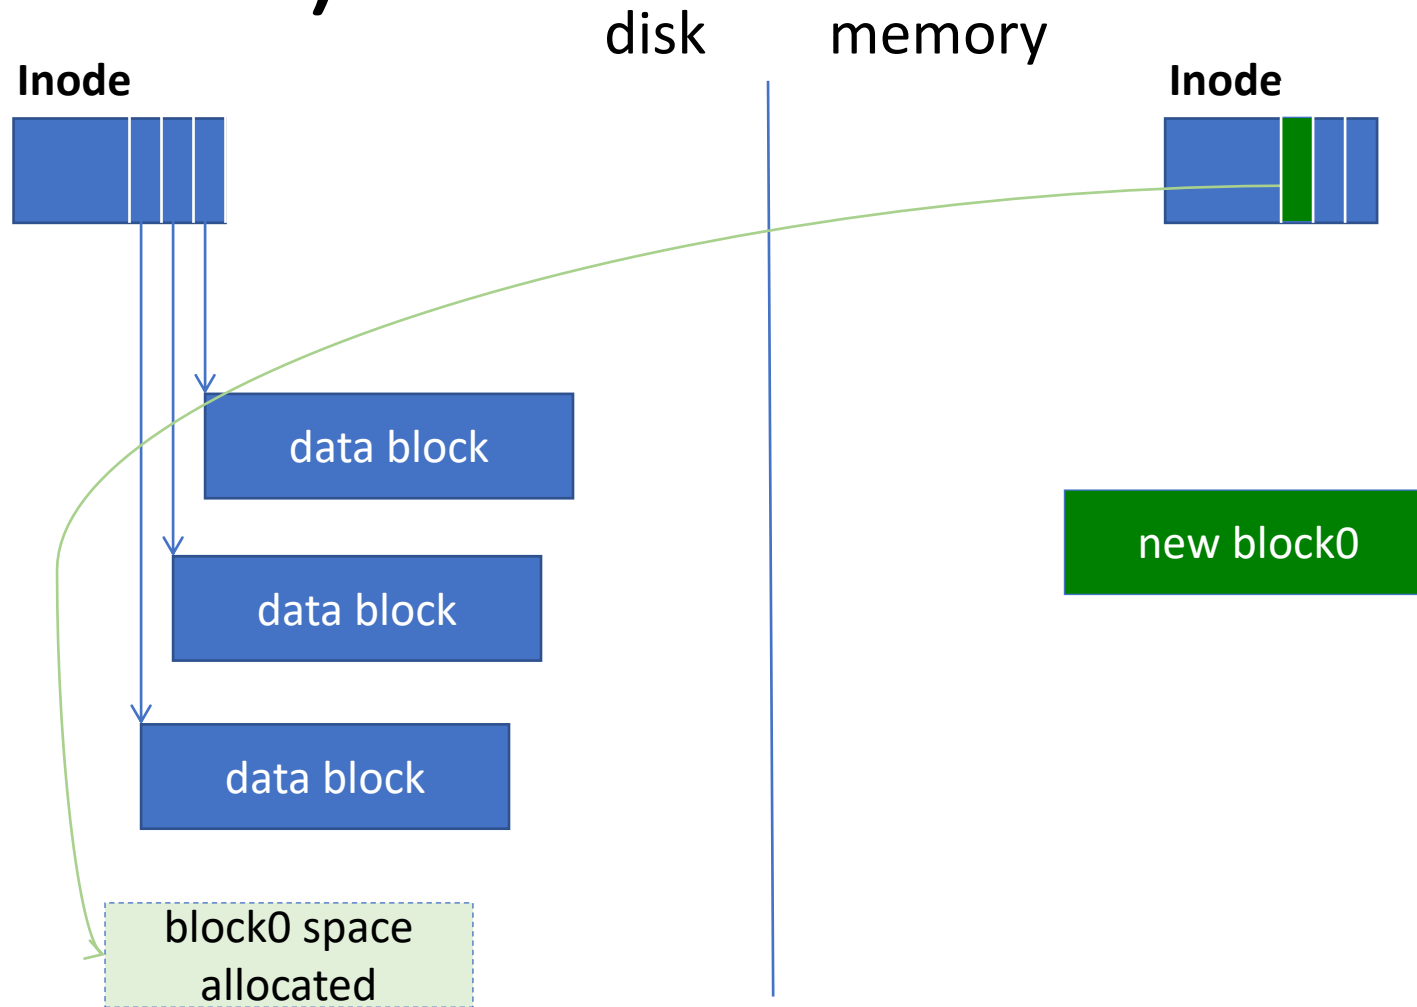 disk
memory
Inode
Inode
data block
new block0
data block
data block
block0 space
allocated